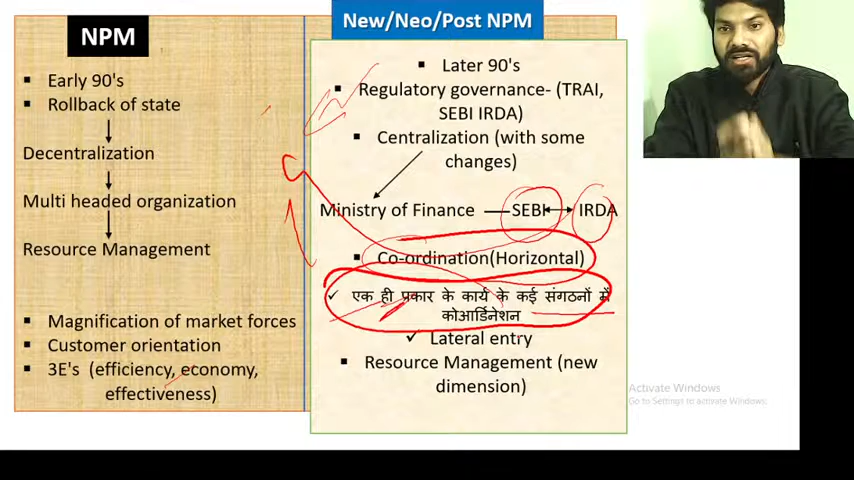 NPM
Early 90's
Rollback of state
Decentralization
Multi headed organization
Resource Management
Magnification of market forces
Customer orientation
3E's (efficiency, economy,
effectiveness)
New/Neo/Post NPM
Later 90's
Regulatory governance- (TRAI,
SEBI IRDA)
Centralization (with some
changes)
Ministry of Finance SEBI IRDA
Co-ordination(Horizontal)
एक ही प्रकार के कार्य के कई संगठनों में
कोआर्डिनेशन
Lateral entry
Resource Management (new
dimension)
Activate Windows
Go to Settings to activate Windows.